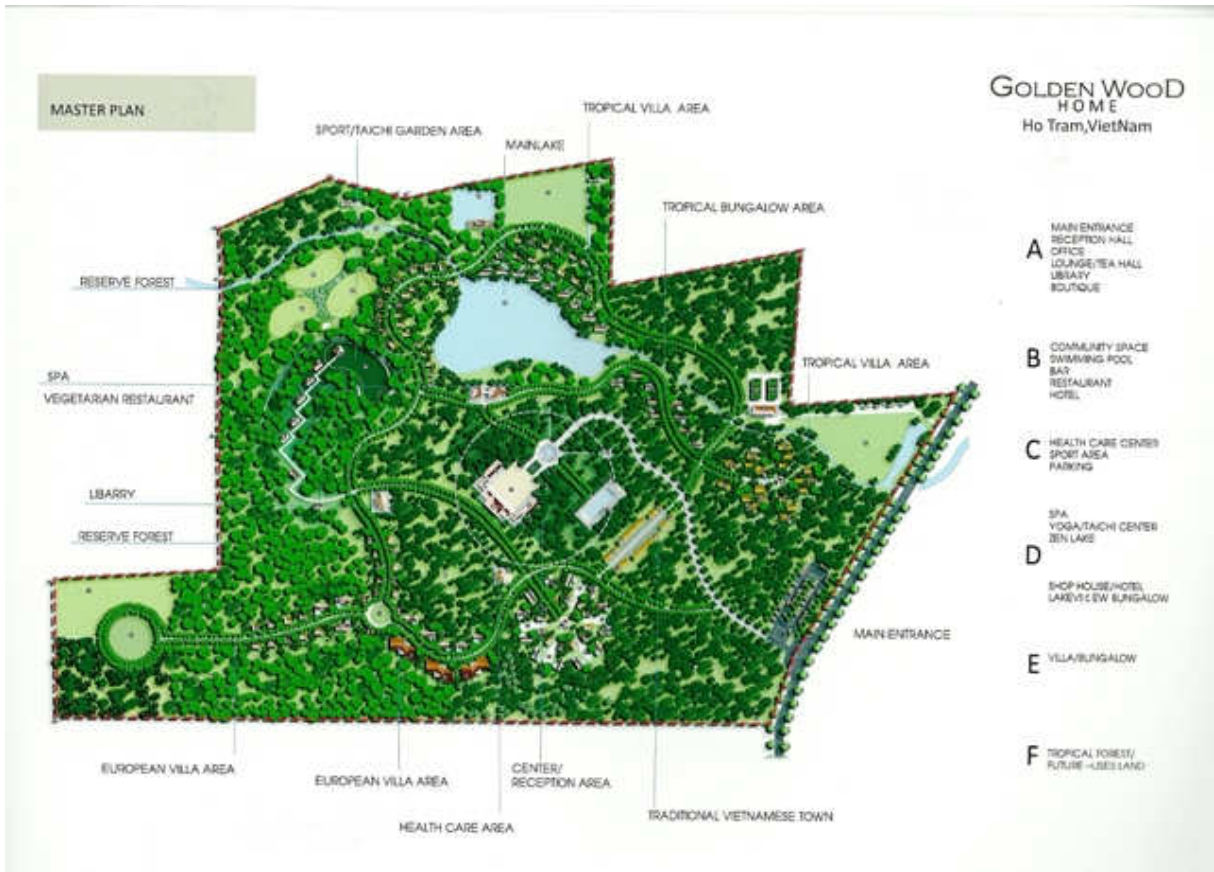 MASTER PLAN
GOLDEN WOOD
HOME
Ho Tram,VietNam
TROPICAL VILLA AREA
SPORT/TAICHI GARDEN AREA
MAINLAKE
TROPICAL BUNGALOW AREA
RESERVE FOREST
SPA
VEGETARIAN RESTAURANT
LIBARRY
RESERVE FOREST
TROPICAL VILLA AREA
MAIN-ENTRANCE
EUROPEAN VILLA AREA
EUROPEAN VILLA AREA
CENTER/
RECEPTION AREA
HEALTH CARE AREA
TRADITIONAL VIETNAMESE TOWN
A
MAIN ENTRANCE
RECEPTION HALL
OFFICE
LOUNGE/TEA HALL
LIBRARY
BOUTIQUE
B
COMMUNITY SPACE
SWIMMING POOL
BAR
RESTAURANT
HOTEL
C
HEALTH CARE CENTER
SPORT AREA
PARKING
D
SPA
YOGA/TAICHI CENTER
ZEN LAKE
SHOP HOUSE/HOTEL
BUNGALOW
E
VILLA/BUNGALOW
F
TROPICAL FOREST/
FUTURE -USES LAND